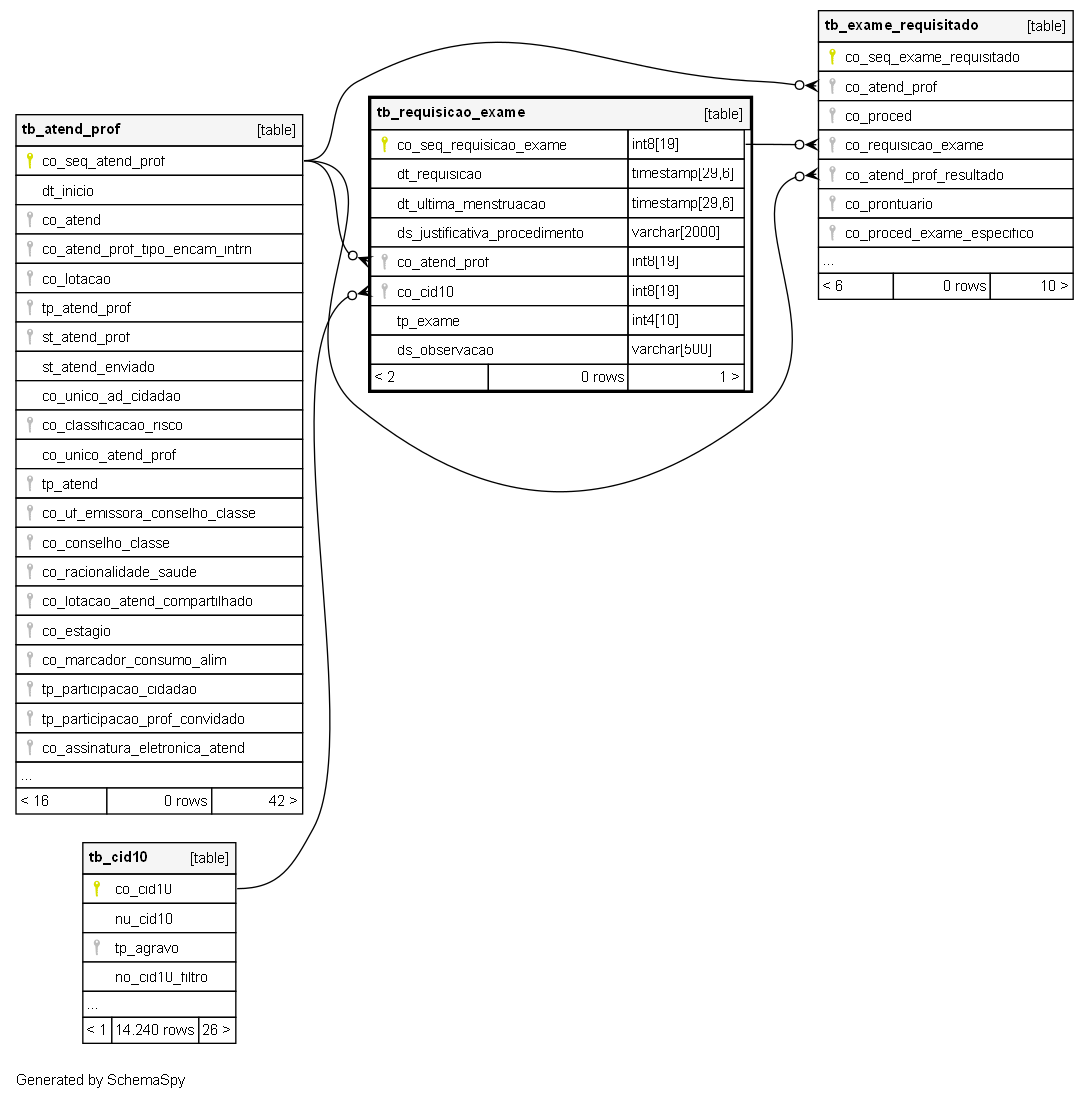 tb_atend_prof [table]
co_seq_atend_prof
dt_inicio
co_atend
co_atend_prof_tipo_encam_intrn
co_lotacao
tp_atend_prof
st_atend_prof
st_atend_enviado
co_unico_ad_cidadao
co_classificacao_risco
co_unico_atend_prof
tp_atend
co_uf_emissora_conselho_classe
co_conselho_classe
co_racionalidade_saude
co_lotacao_atend_compartilhado
co_estagio
co_marcador_consumo_alim
tp_participacao_cidadao
tp_participacao_prof_convidado
co_assinatura_eletronica_atend
...
< 16 0 rows 42 >
tb_requisicao_exame [table]
co_seq_requisicao_exame int8[19]
dt_requisicao timestamp[29,6]
dt_ultima_menstruacao timestamp[29,6]
ds_justificativa_procedimento varchar[2000]
co_atend_prof int8[19]
co_cid10 int8[19]
tp_exame int4[10]
ds_observacao varchar[500]
< 2 0 rows 1 >
tb_exame_requisitado [table]
co_seq_exame_requisitado
co_atend_prof
co_proced
co_requisicao_exame
co_atend_prof_resultado
co_prontuario
co_proced_exame_especifico
...
< 6 0 rows 10 >
tb_cid10 [table]
co_cid10
nu_cid10
tp_agravo
no_cid10_filtro
...
< 1 14.240 rows 26 >
Generated by SchemaSpy